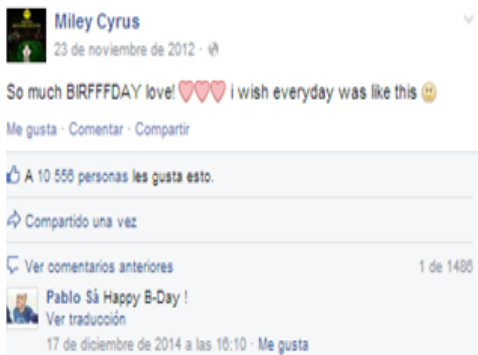 Miley Cyrus
23 de noviembre de 2012 ·
So much BIRFFFDAY love! ♡♡♡ i wish everyday was like this 🙂
Me gusta · Comentar · Compartir
A 10 556 personas les gusta esto.
Compartido una vez
Ver comentarios anteriores 1 de 1486
Pablo Sà Happy B-Day !
Ver traducción
17 de diciembre de 2014 a las 16:10 · Me gusta